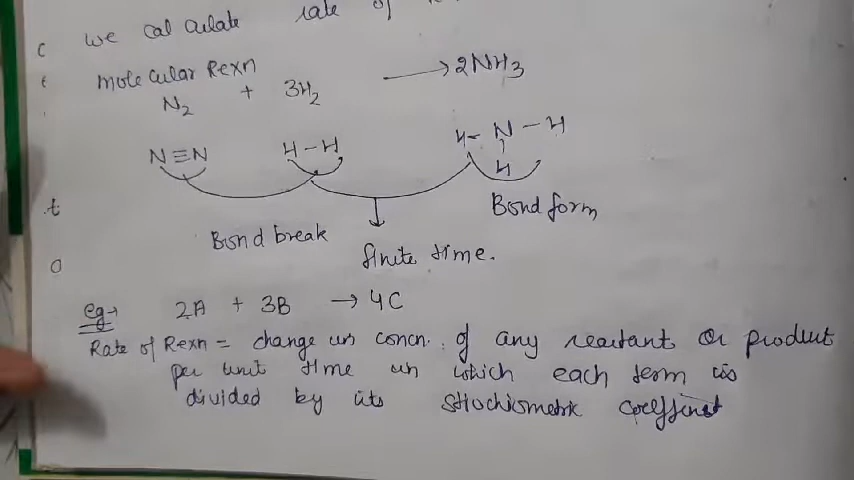 we calculate rate of
molecular Rexn
N2 + 3H2 → 2NH3
N≡N H-H H-N-H
H
Bond break Bond form
finite time.
eg→ 2A + 3B → 4C
Rate of Rexn = change in concn. of any reactant or product
per unit time in which each term is
divided by its stochiometric coefficient